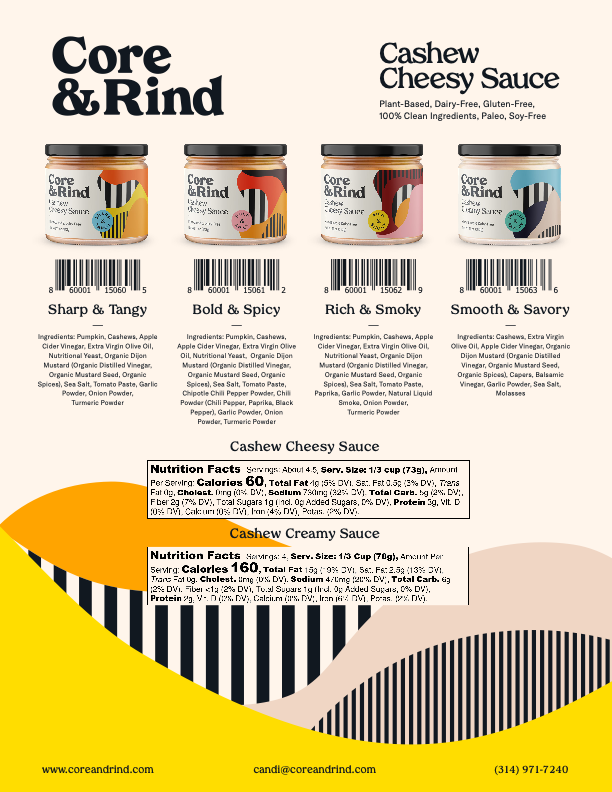 Core
&Rind
Cashew
Cheesy Sauce
Plant-Based, Dairy-Free, Gluten-Free,
100% Clean Ingredients, Paleo, Soy-Free
Core
&Rind
Cashew
Cheesy Sauce
Core
&Rind
Cashew
Cheesy Sauce
Core
&Rind
Cashew
Cheesy Sauce
Core
&Rind
Cashew
Creamy Sauce
8 60001 15060 5
8 60001 15061 2
8 60001 15062 9
8 60001 15063 6
Sharp & Tangy
Ingredients: Pumpkin, Cashews, Apple
Cider Vinegar, Extra Virgin Olive Oil,
Nutritional Yeast, Organic Dijon
Mustard (Organic Distilled Vinegar,
Organic Mustard Seed, Organic
Spices), Sea Salt, Tomato Paste, Garlic
Powder, Onion Powder,
Turmeric Powder
Bold & Spicy
Ingredients: Pumpkin, Cashews,
Apple Cider Vinegar, Extra Virgin Olive
Oil, Nutritional Yeast, Organic Dijon
Mustard (Organic Distilled Vinegar,
Organic Mustard Seed, Organic
Spices), Sea Salt, Tomato Paste,
Chipotle Chili Pepper Powder, Chili
Powder (Chili Pepper, Paprika, Black
Pepper), Garlic Powder, Onion
Powder, Turmeric Powder
Rich & Smoky
Ingredients: Pumpkin, Cashews,
Apple Cider Vinegar, Extra Virgin
Olive Oil, Nutritional Yeast, Organic
Dijon Mustard (Organic Distilled
Vinegar, Organic Mustard Seed,
Organic Spices), Sea Salt, Tomato Paste,
Paprika, Garlic Powder, Natural Liquid
Smoke, Onion Powder,
Turmeric Powder
Smooth & Savory
Ingredients: Cashews, Extra Virgin
Olive Oil, Apple Cider Vinegar, Organic
Dijon Mustard (Organic Distilled
Vinegar, Organic Mustard Seed,
Organic Spices), Capers, Balsamic
Vinegar, Garlic Powder, Sea Salt,
Molasses
Cashew Cheesy Sauce
Nutrition Facts Servings: About 4.5, Serv. Size: 1/3 cup (73g), Amount
Per Serving: Calories 60, Total Fat 4g (5% DV), Sat. Fat 0.5g (3% DV), Trans
Fat 0g, Cholest. 0mg (0% DV), Sodium 730mg (32% DV), Total Carb. 5g (2% DV),
Fiber 2g (7% DV), Total Sugars 1g (Incl. 0g Added Sugars, 0% DV), Protein 3g, Vit. D
(0% DV), Calcium (0% DV), Iron (4% DV), Potas. (2% DV).
Cashew Creamy Sauce
Nutrition Facts Servings: 4, Serv. Size: 1/3 Cup (78g), Amount Per
Serving: Calories 160, Total Fat 15g (19% DV), Sat. Fat 2.5g (13% DV),
Trans Fat 0g, Cholest. 0mg (0% DV), Sodium 470mg (20% DV), Total Carb. 6g
(2% DV), Fiber <1g (2% DV), Total Sugars 1g (Incl. 0g Added Sugars, 0% DV),
Protein 2g, Vit. D (0% DV), Calcium (0% DV), Iron (6% DV), Potas. (2% DV).
www.coreandrind.com
candi@coreandrind.com
(314) 971-7240